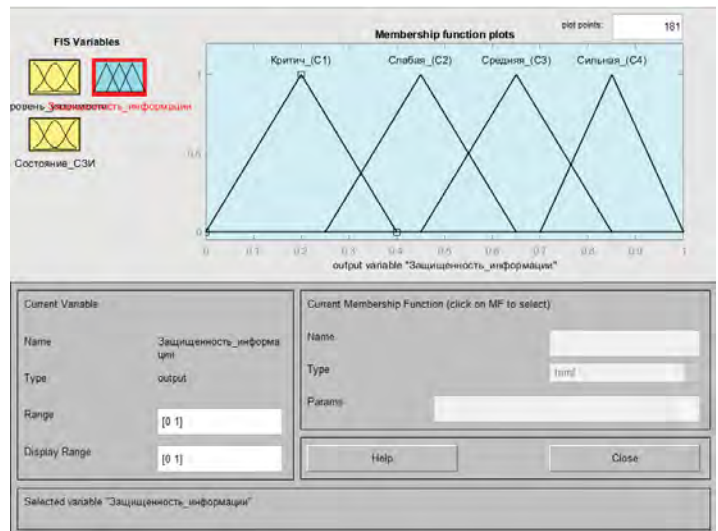 plot points: 181
FIS Variables
Membership function plots
Критич_(C1) Слабая_(C2) Средняя_(C3) Сильная_(C4)
1
0.5
0
0 0.1 0.2 0.3 0.4 0.5 0.6 0.7 0.8 0.9 1
output variable "Защищенность_информации"
Состояние_СЗИ
Current Variable
Name Защищенность_информа
ции
Type output
Range [0 1]
Display Range [0 1]
Current Membership Function (click on MF to select)
Name
Type trimf
Params
Help Close
Selected variable "Защищенность_информации"